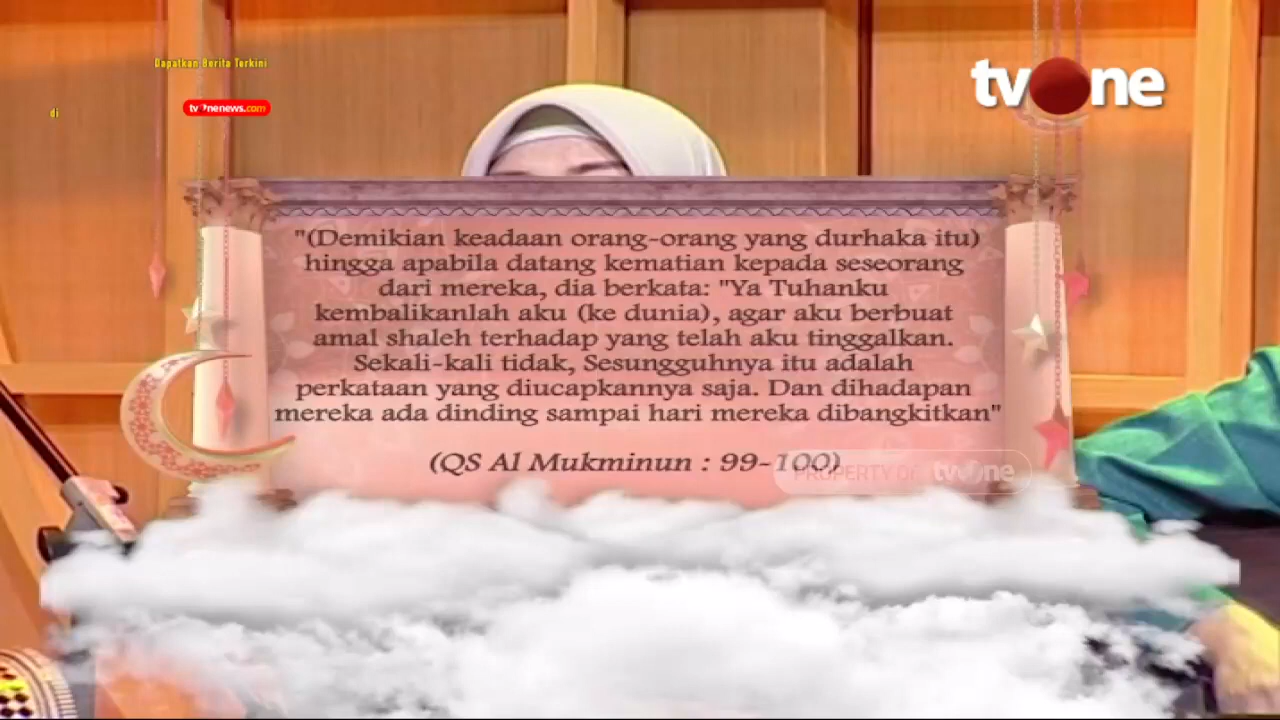 Dapatkan Berita Terkini
tvOne
di
tvOnenews.com
"(Demikian keadaan orang-orang yang durhaka itu)
hingga apabila datang kematian kepada seseorang
dari mereka, dia berkata: "Ya Tuhanku
kembalikanlah aku (ke dunia), agar aku berbuat
amal shaleh terhadap yang telah aku tinggalkan.
Sekali-kali tidak, Sesungguhnya itu adalah
perkataan yang diucapkannya saja. Dan dihadapan
mereka ada dinding sampai hari mereka dibangkitkan"
(QS Al Mukminun : 99-100)
PROPERTY OF tvOne